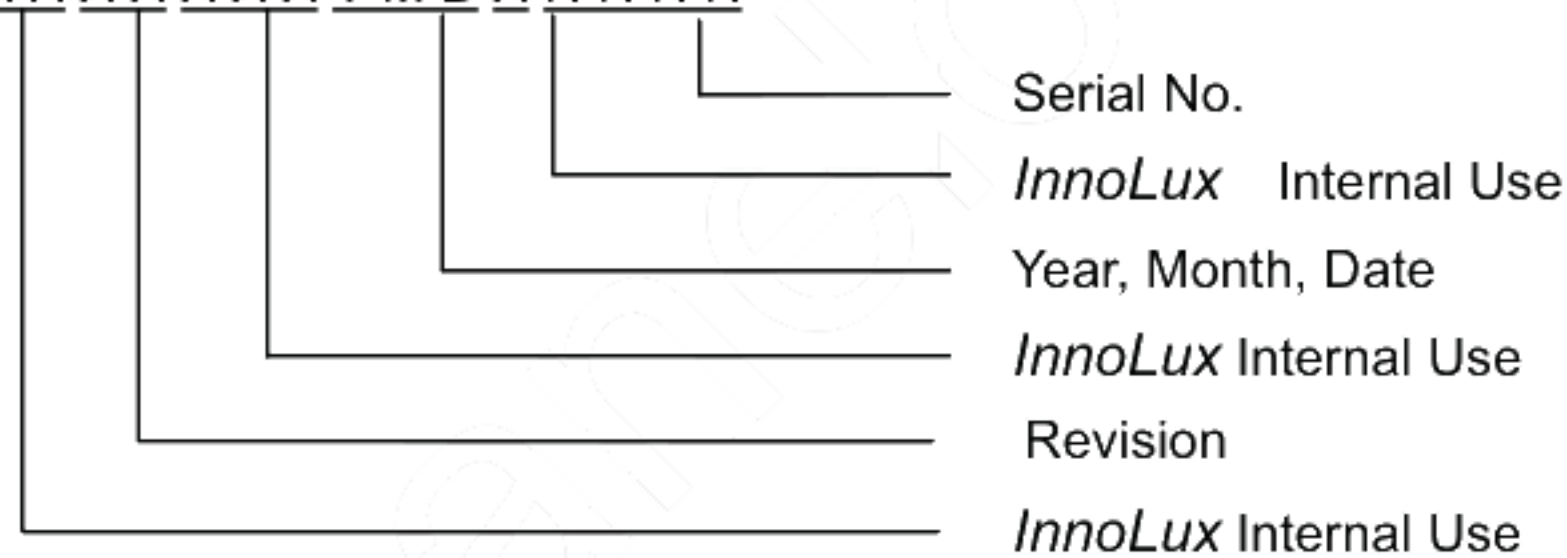 Serial No.
InnoLux Internal Use
Year, Month, Date
InnoLux Internal Use
Revision
InnoLux Internal Use